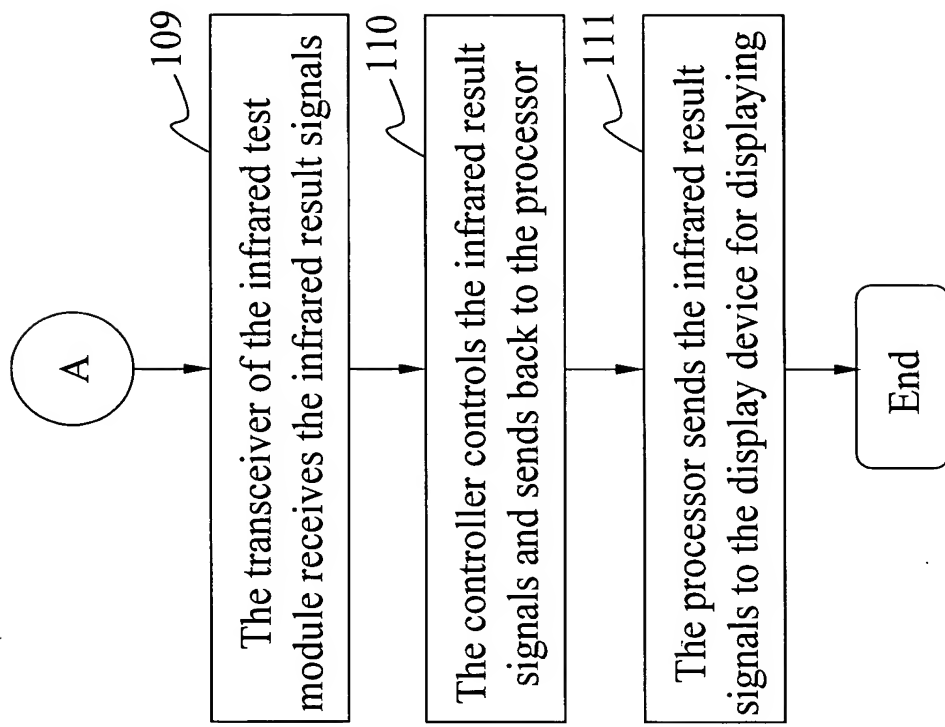 A
109
The transceiver of the infrared test
module receives the infrared result signals
110
The controller controls the infrared result
signals and sends back to the processor
111
The processor sends the infrared result
signals to the display device for displaying
End